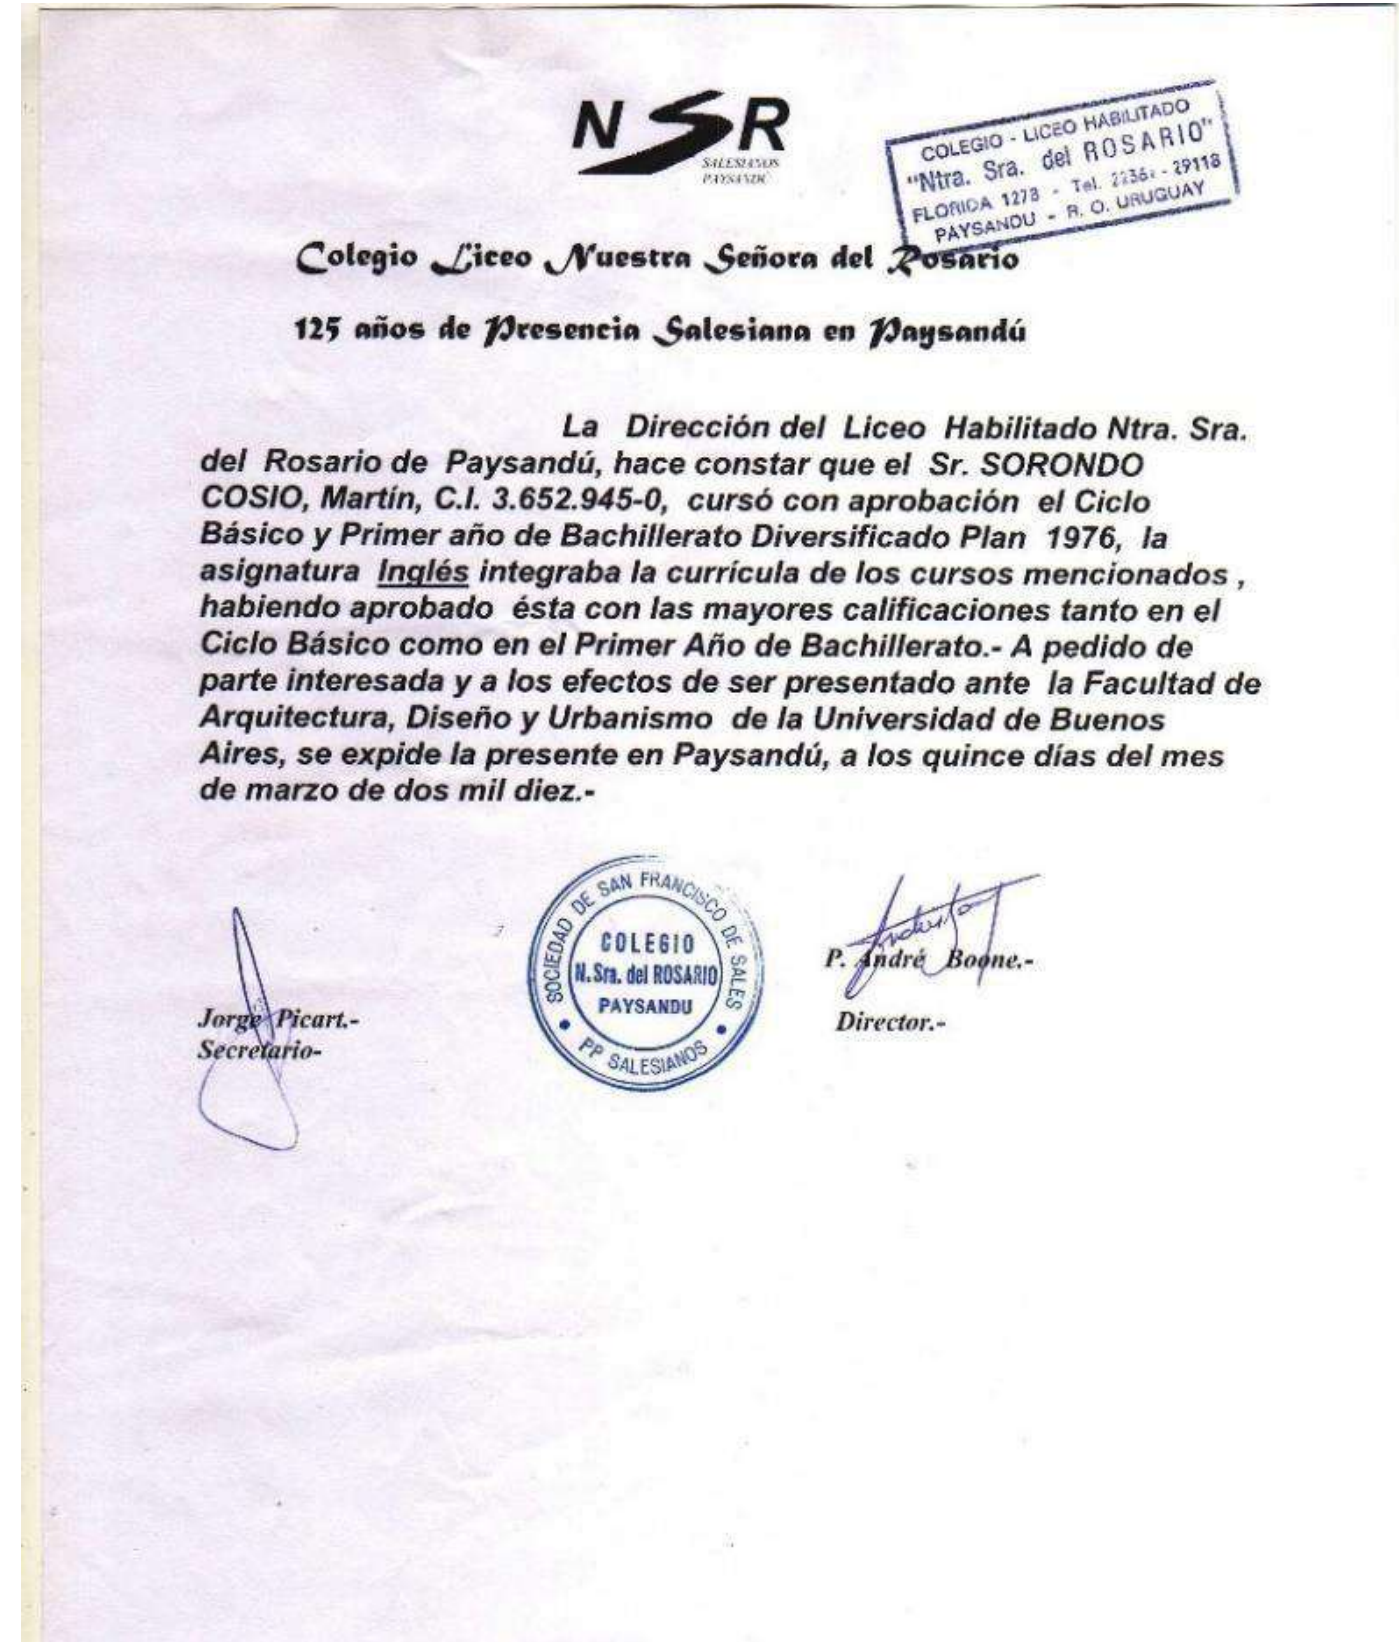 NSR
SALESIANOS
PAYSANDÚ
COLEGIO - LICEO HABILITADO
"Ntra. Sra. del ROSARIO"
FLORIDA 1278 - Tel. - 29118
PAYSANDU - R. O. URUGUAY
Colegio Liceo Nuestra Señora del Rosario
125 años de Presencia Salesiana en Paysandú
La Dirección del Liceo Habilitado Ntra. Sra.
del Rosario de Paysandú, hace constar que el Sr. SORONDO
COSIO, Martín, C.I. 3.652.945-0, cursó con aprobación el Ciclo
Básico y Primer año de Bachillerato Diversificado Plan 1976, la
asignatura Inglés integraba la currícula de los cursos mencionados ,
habiendo aprobado ésta con las mayores calificaciones tanto en el
Ciclo Básico como en el Primer Año de Bachillerato.- A pedido de
parte interesada y a los efectos de ser presentado ante la Facultad de
Arquitectura, Diseño y Urbanismo de la Universidad de Buenos
Aires, se expide la presente en Paysandú, a los quince días del mes
de marzo de dos mil diez.-
SOCIEDAD DE SAN FRANCISCO DE SALES
COLEGIO
N. Sra. del ROSARIO
PAYSANDU
PP SALESIANOS
P. André Boone.-
Director.-
Jorge Picart.-
Secretario-